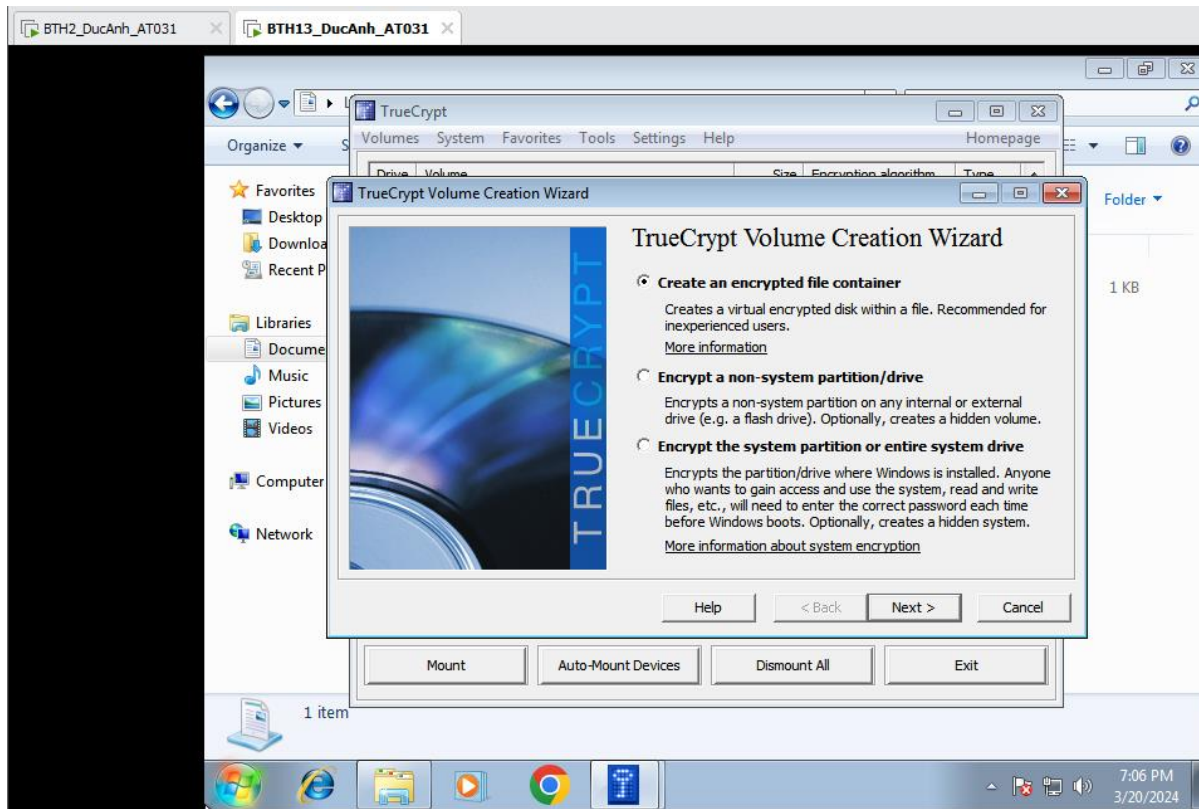 BTH2_DucAnh_AT031 BTH13_DucAnh_AT031
TrueCrypt
Organize
Volumes System Favorites Tools Settings Help Homepage
Drive Volume Size Encryption algorithm Type
Favorites
Desktop
Downloa
Recent P
Libraries
Docume
Music
Pictures
Videos
Computer
Network
Folder
1 KB
TrueCrypt Volume Creation Wizard
TRUECRYPT
TrueCrypt Volume Creation Wizard
Create an encrypted file container
Creates a virtual encrypted disk within a file. Recommended for
inexperienced users.
More information
Encrypt a non-system partition/drive
Encrypts a non-system partition on any internal or external
drive (e.g. a flash drive). Optionally, creates a hidden volume.
Encrypt the system partition or entire system drive
Encrypts the partition/drive where Windows is installed. Anyone
who wants to gain access and use the system, read and write
files, etc., will need to enter the correct password each time
before Windows boots. Optionally, creates a hidden system.
More information about system encryption
Help < Back Next > Cancel
Mount Auto-Mount Devices Dismount All Exit
1 item
7:06 PM
3/20/2024